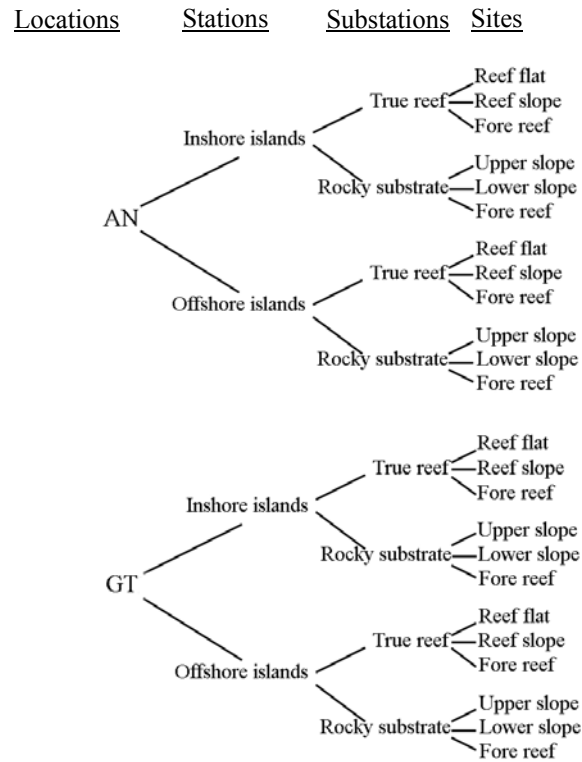 Locations Stations Substations Sites
Reef flat
True reef Reef slope
Fore reef
Inshore islands
Upper slope
Rocky substrate Lower slope
Fore reef
AN
Reef flat
True reef Reef slope
Fore reef
Offshore islands
Upper slope
Rocky substrate Lower slope
Fore reef
Reef flat
True reef Reef slope
Fore reef
Inshore islands
Upper slope
Rocky substrate Lower slope
Fore reef
GT
Reef flat
True reef Reef slope
Fore reef
Offshore islands
Upper slope
Rocky substrate Lower slope
Fore reef